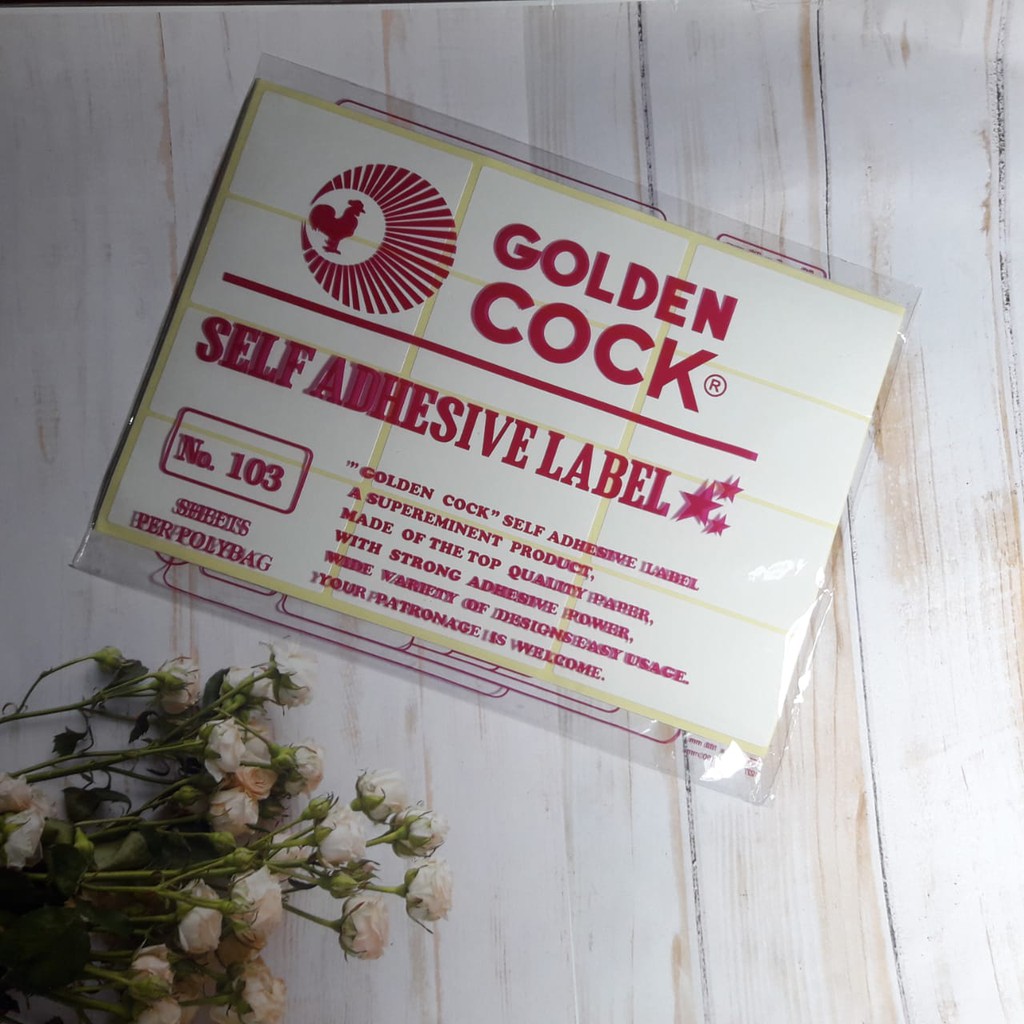 GOLDEN
COCK®
SELF ADHESIVE LABEL
No. 103
SHEETS
PER POLYBAG
"GOLDEN COCK" SELF ADHESIVE LABEL
A SUPEREMINENT PRODUCT,
MADE OF THE TOP QUALITY PAPER,
WITH STRONG ADHESIVE POWER,
WIDE VARIETY OF DESIGNS EASY USAGE.
YOUR PATRONAGE IS WELCOME.